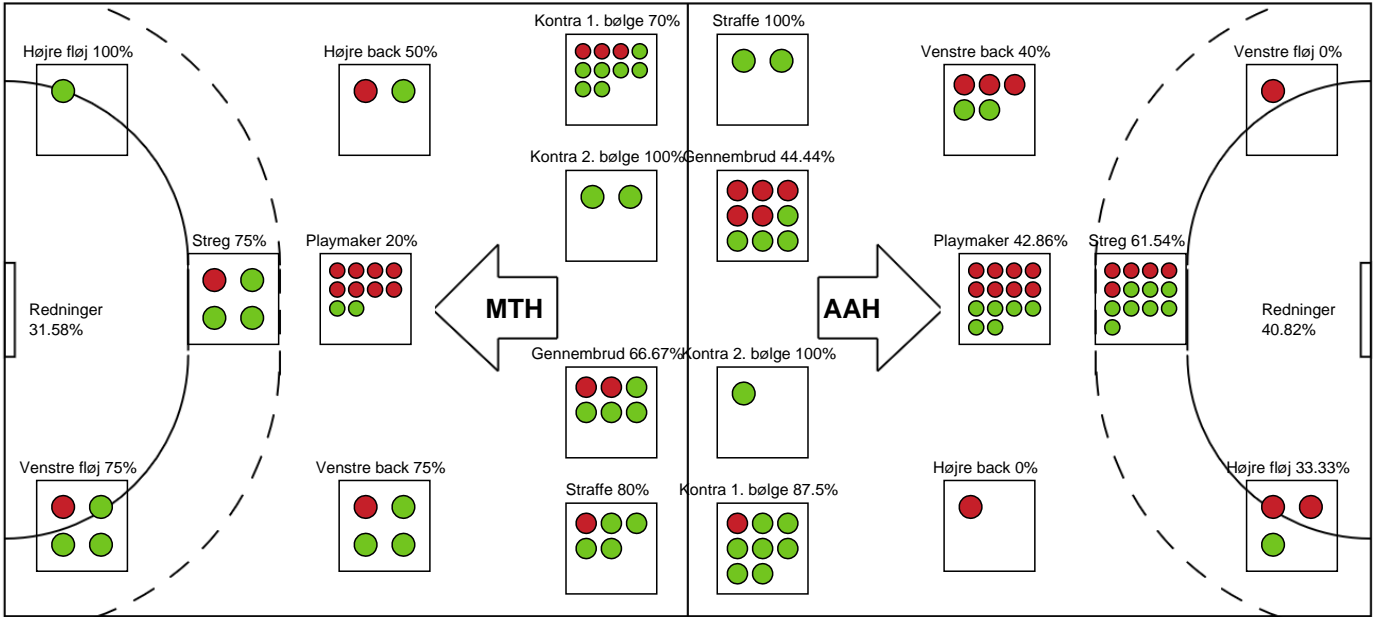 Kontra 1. bølge 70%
Straffe 100%
Højre fløj 100%
Højre back 50%
Venstre back 40%
Venstre fløj 0%
Kontra 2. bølge 100%
Gennembrud 44.44%
Streg 75%
Playmaker 20%
Playmaker 42.86%
Streg 61.54%
Redninger
31.58%
MTH
AAH
Redninger
40.82%
Gennembrud 66.67%
Kontra 2. bølge 100%
Venstre fløj 75%
Venstre back 75%
Straffe 80%
Kontra 1. bølge 87.5%
Højre back 0%
Højre fløj 33.33%